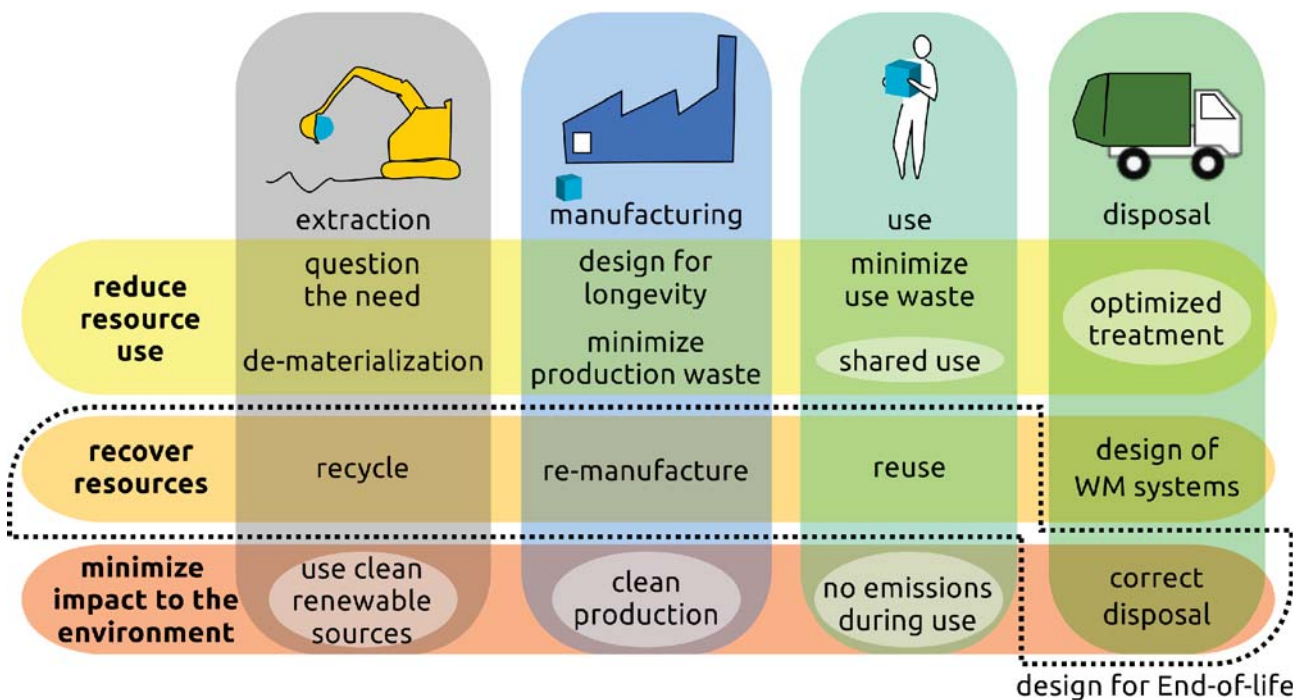 extraction
manufacturing
use
disposal
reduce
resource
use
question
the need
de-materialization
design for
longevity
minimize
production waste
minimize
use waste
shared use
optimized
treatment
recover
resources
recycle
re-manufacture
reuse
design of
WM systems
minimize
impact to the
environment
use clean
renewable
sources
clean
production
no emissions
during use
correct
disposal
design for End-of-life